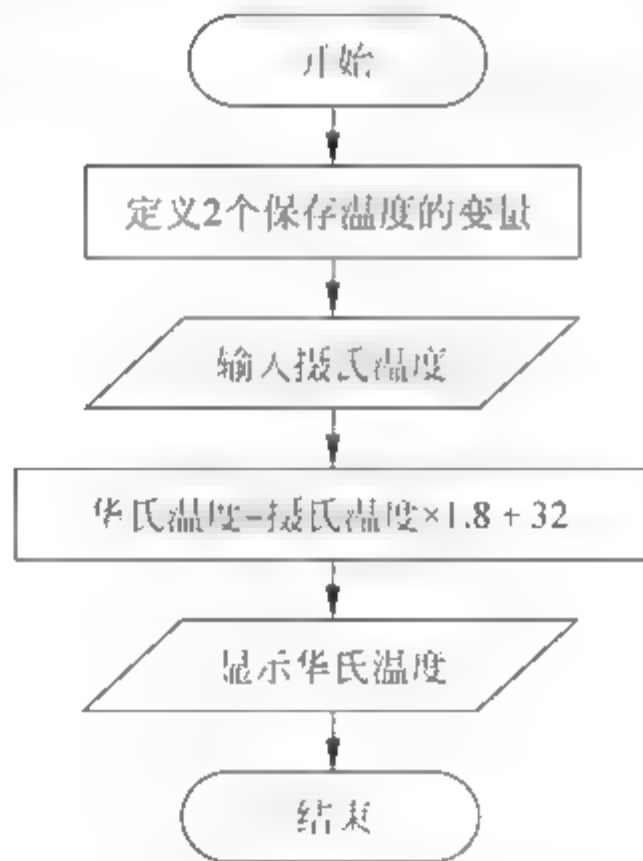 开始
定义2个保存温度的变量
输入摄氏温度
华氏温度=摄氏温度×1.8 + 32
显示华氏温度
结束